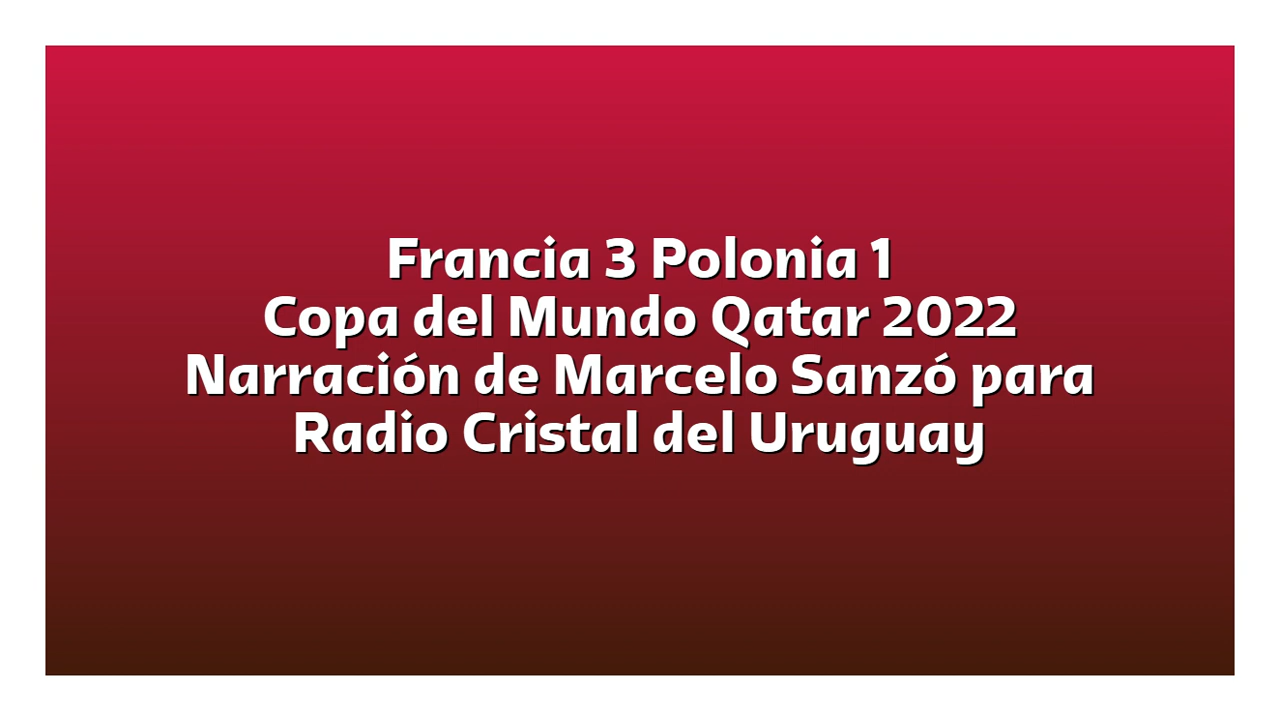 Francia 3 Polonia 1
Copa del Mundo Qatar 2022
Narración de Marcelo Sanzó para
Radio Cristal del Uruguay